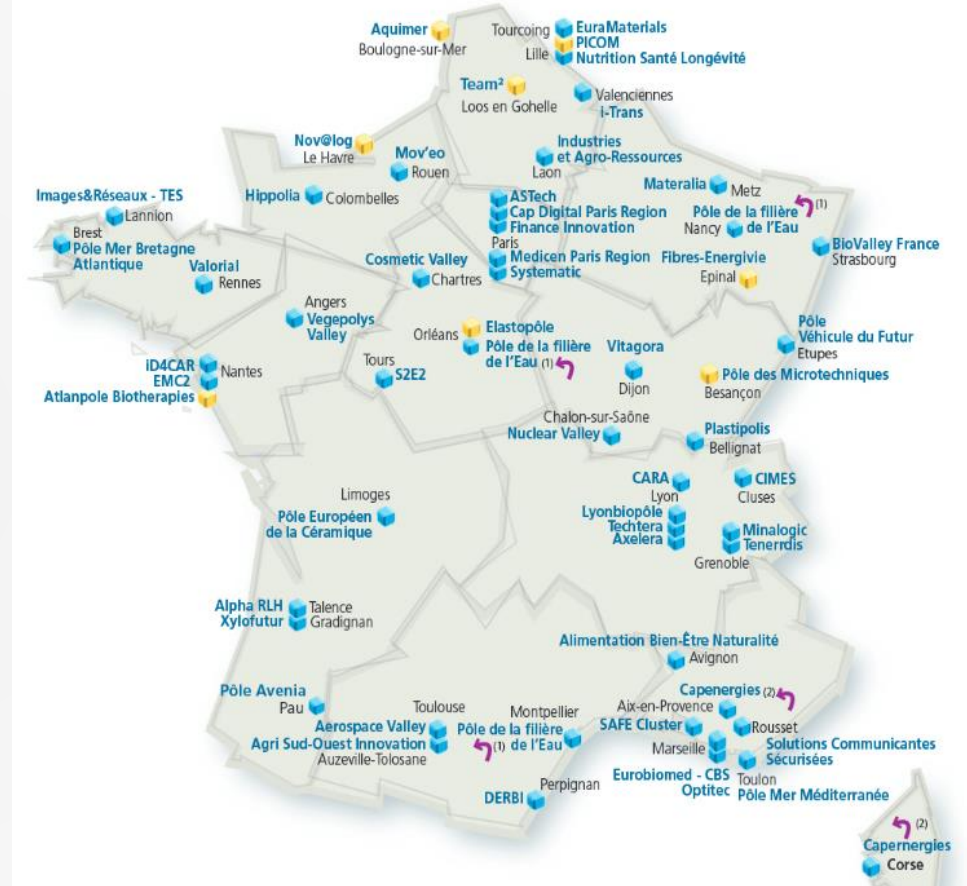 Aquimer
Boulogne-sur-Mer
Tourcoing
EuraMaterials
PICOM
Lille
Nutrition Santé Longévité
Team²
Loos en Gohelle
Valenciennes
i-Trans
Nov@log
Le Havre
Mov'eo
Rouen
Industries
et Agro-Ressources
Laon
Hippolia
Colombelles
Materalia
Metz
Images&Réseaux - TES
Lannion
ASTech
Cap Digital Paris Region
Finance Innovation
Paris
Medicen Paris Region
Systematic
Pôle de la filière
de l'Eau
(1)
Nancy
Brest
Pôle Mer Bretagne
Atlantique
BioValley France
Strasbourg
Valorial
Rennes
Cosmetic Valley
Chartres
Fibres-Energivie
Epinal
Angers
Vegepolys
Valley
Orléans
Elastopôle
Pôle de la filière
de l'Eau (1)
Vitagora
Dijon
Pôle
Véhicule du Futur
Etupes
iD4CAR
EMC2
Nantes
Atlanpole Biotherapies
Tours
S2E2
Pôle des Microtechniques
Besançon
Chalon-sur-Saône
Nuclear Valley
Plastipolis
Bellignat
CARA
Lyon
Lyonbiopôle
Techtera
Axelera
CIMES
Cluses
Limoges
Pôle Européen
de la Céramique
Minalogic
Tenerrdis
Grenoble
Alpha RLH
Talence
Xylofutur
Gradignan
Alimentation Bien-Être Naturalité
Avignon
Pôle Avenia
Pau
Toulouse
Aerospace Valley
Agri Sud-Ouest Innovation
Auzeville-Tolosane
Montpellier
Pôle de la filière
(1) de l'Eau
Capenergies (2)
Aix-en-Provence
SAFE Cluster
Rousset
Marseille
Solutions Communicantes
Sécurisées
Eurobiomed - CBS
Optitec
Toulon
Pôle Mer Méditerranée
Perpignan
DERBI
(2)
Capernergies
Corse